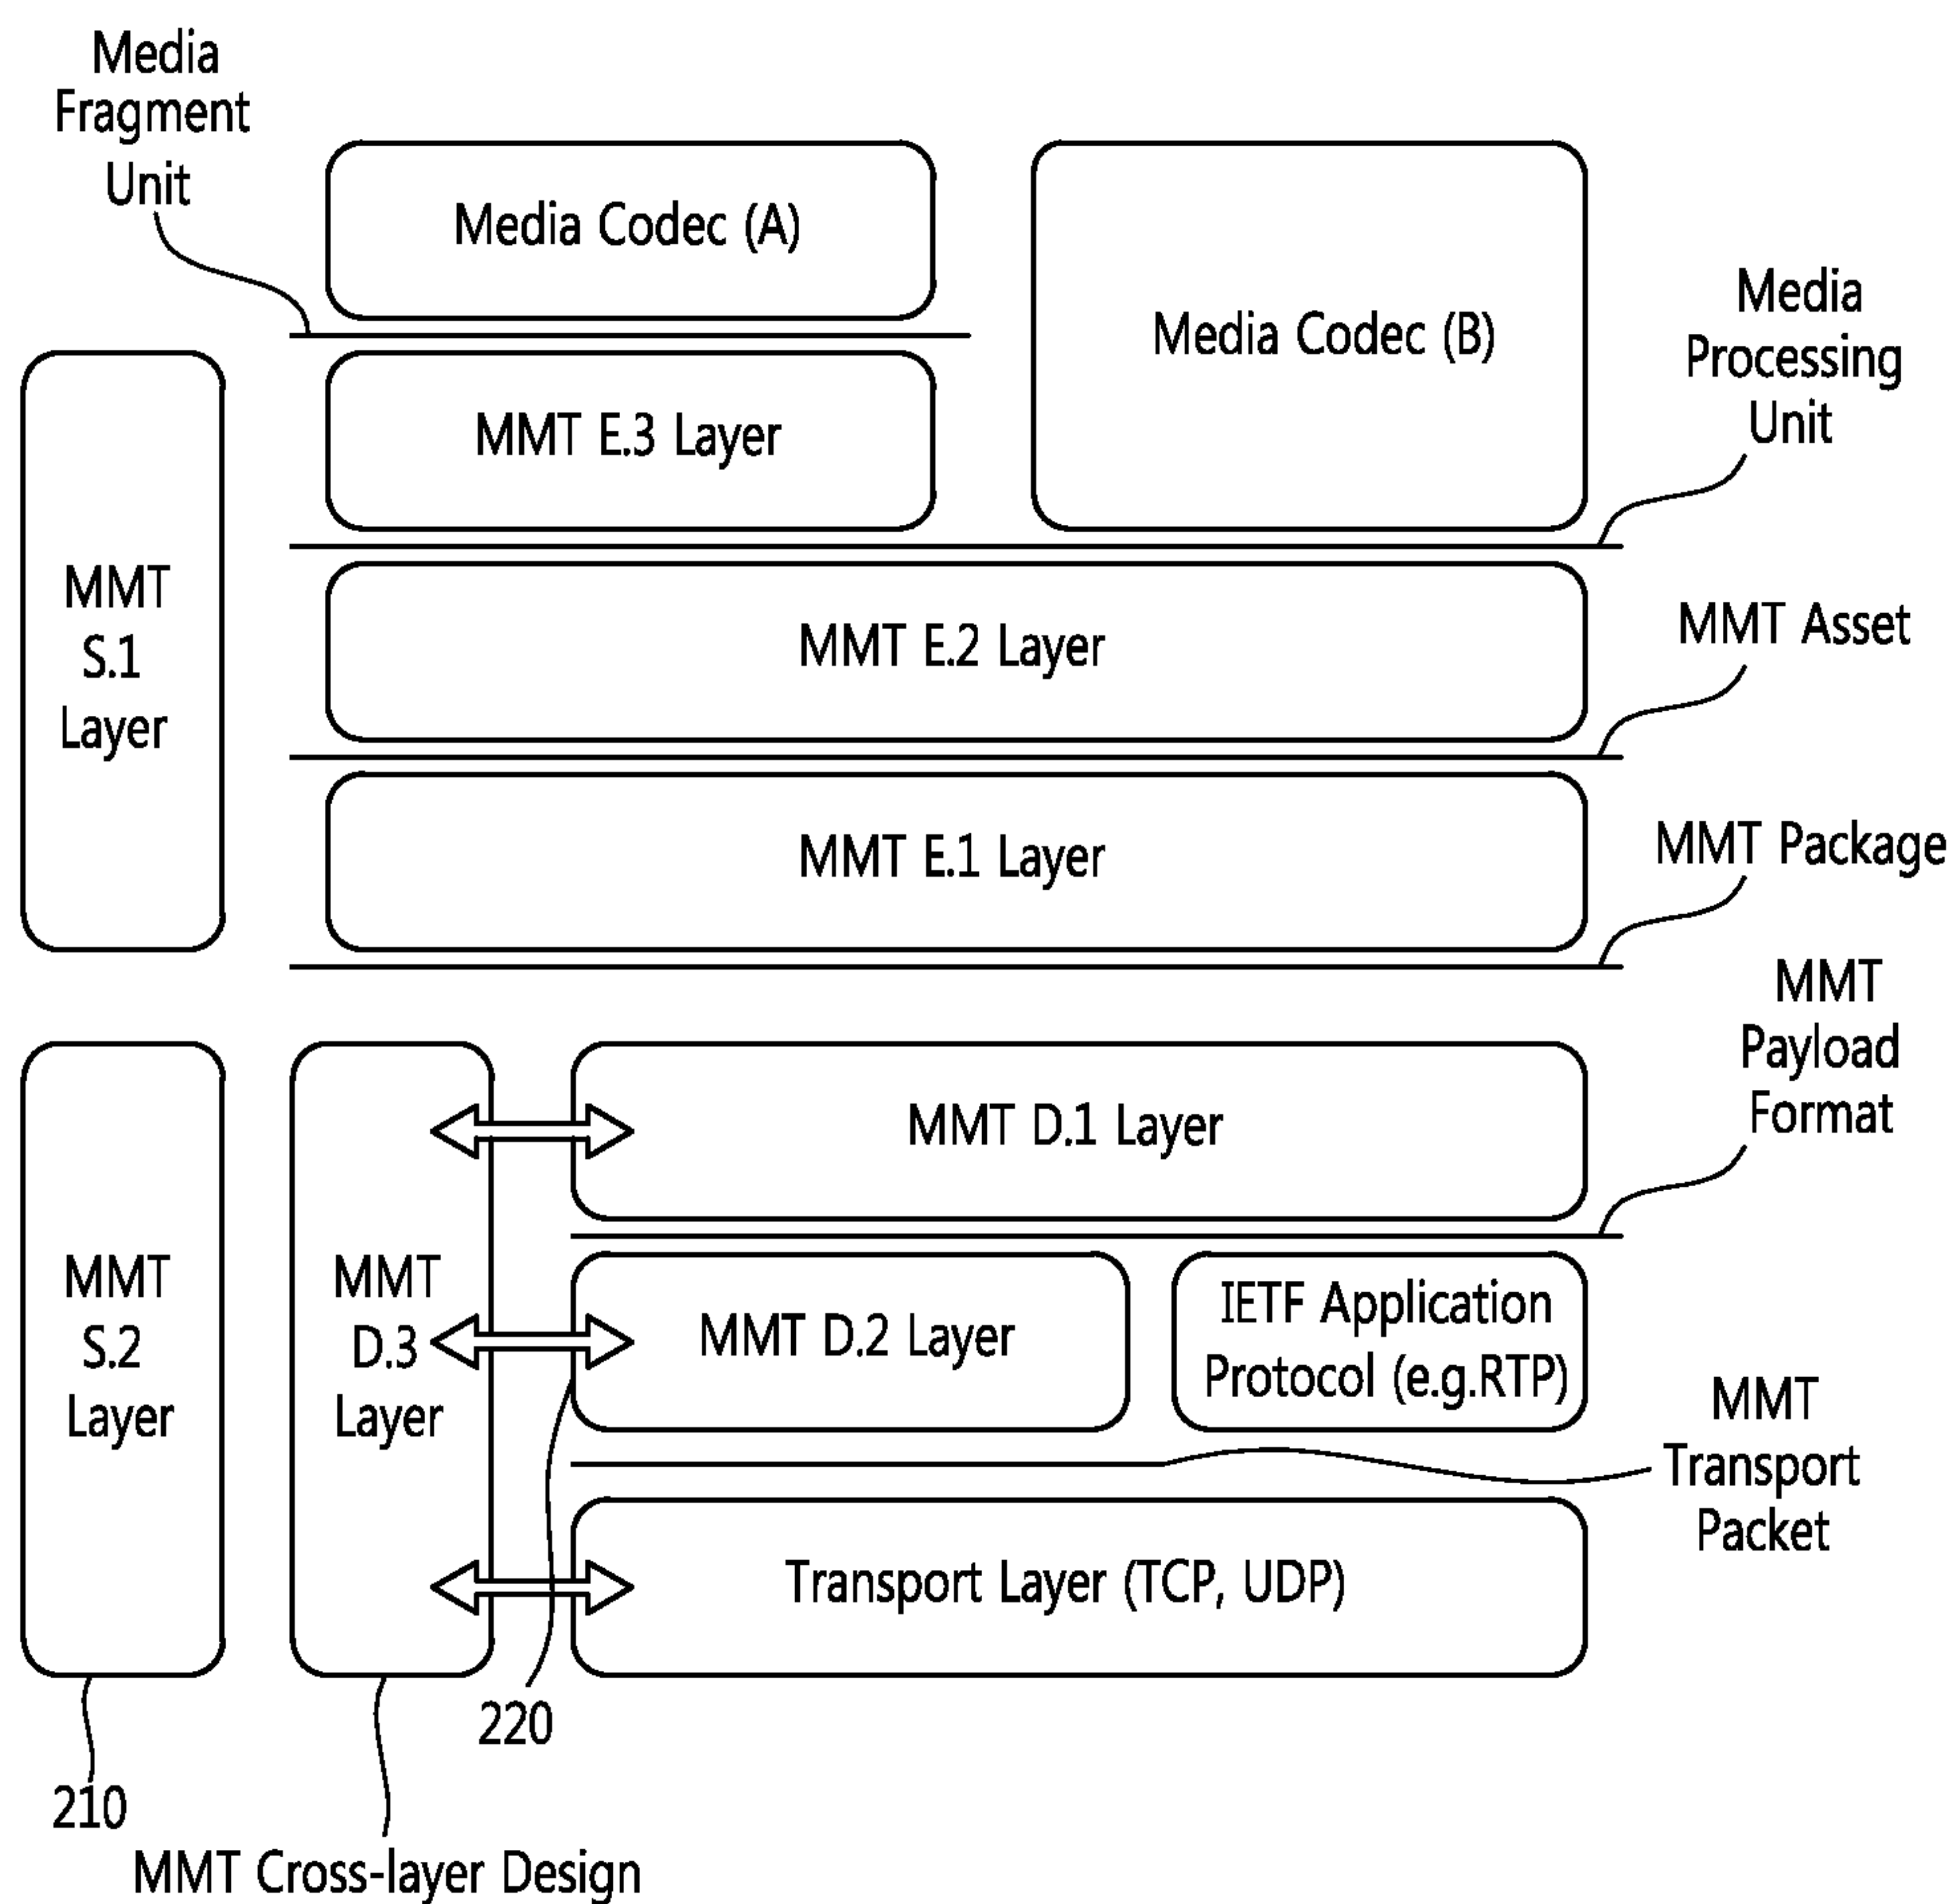 Media
Fragment
Unit
Media Codec (A)
Media Codec (B)
Media
Processing
Unit
MMT E.3 Layer
MMT
S.1
Layer
MMT E.2 Layer
MMT Asset
MMT E.1 Layer
MMT Package
MMT
Payload
Format
MMT D.1 Layer
MMT
S.2
Layer
MMT
D.3
Layer
MMT D.2 Layer
IETF Application
Protocol (e.g.RTP)
MMT
Transport
Packet
Transport Layer (TCP, UDP)
220
210
MMT Cross-layer Design